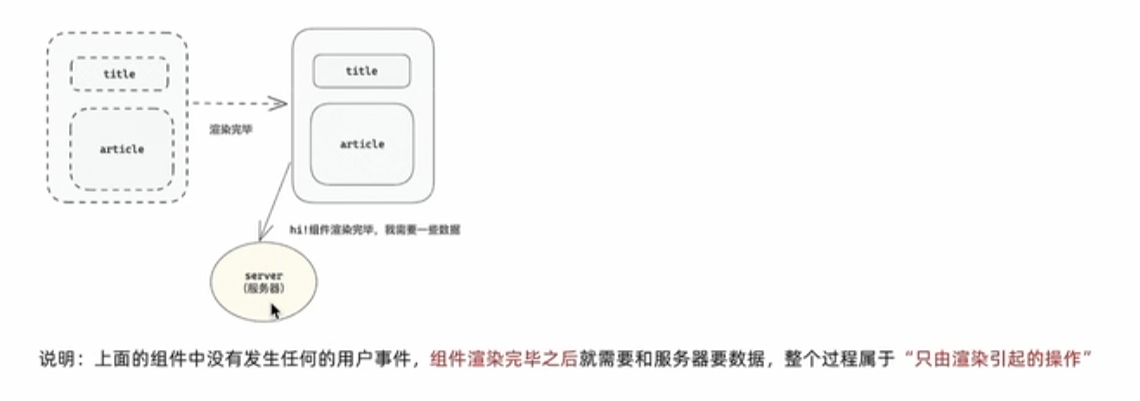 title
title
article
article
渲染完毕
hi!组件渲染完毕，我需要一些数据
server
(服务器)
说明：上面的组件中没有发生任何的用户事件，组件渲染完毕之后就需要和服务器要数据，整个过程属于“只由渲染引起的操作”